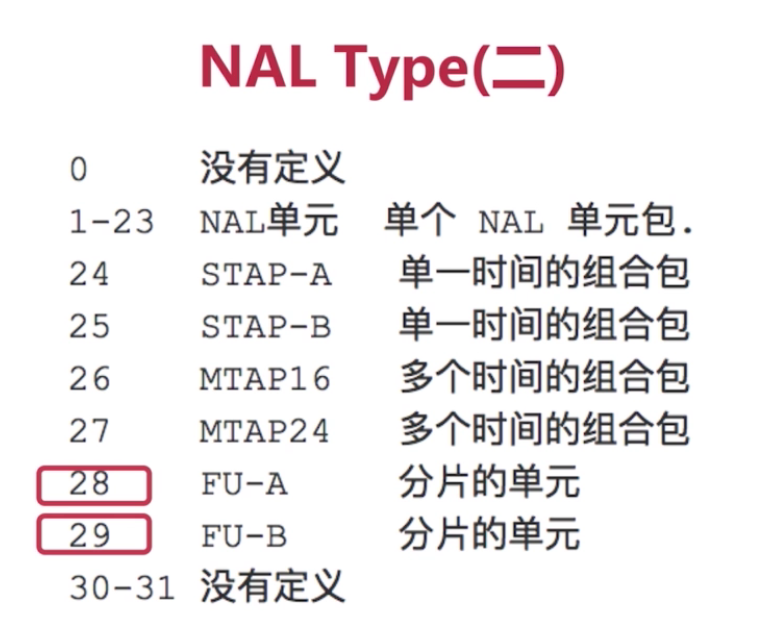 NAL Type(二)
0 没有定义
1-23 NAL单元 单个 NAL 单元包.
24 STAP-A 单一时间的组合包
25 STAP-B 单一时间的组合包
26 MTAP16 多个时间的组合包
27 MTAP24 多个时间的组合包
28 FU-A 分片的单元
29 FU-B 分片的单元
30-31 没有定义